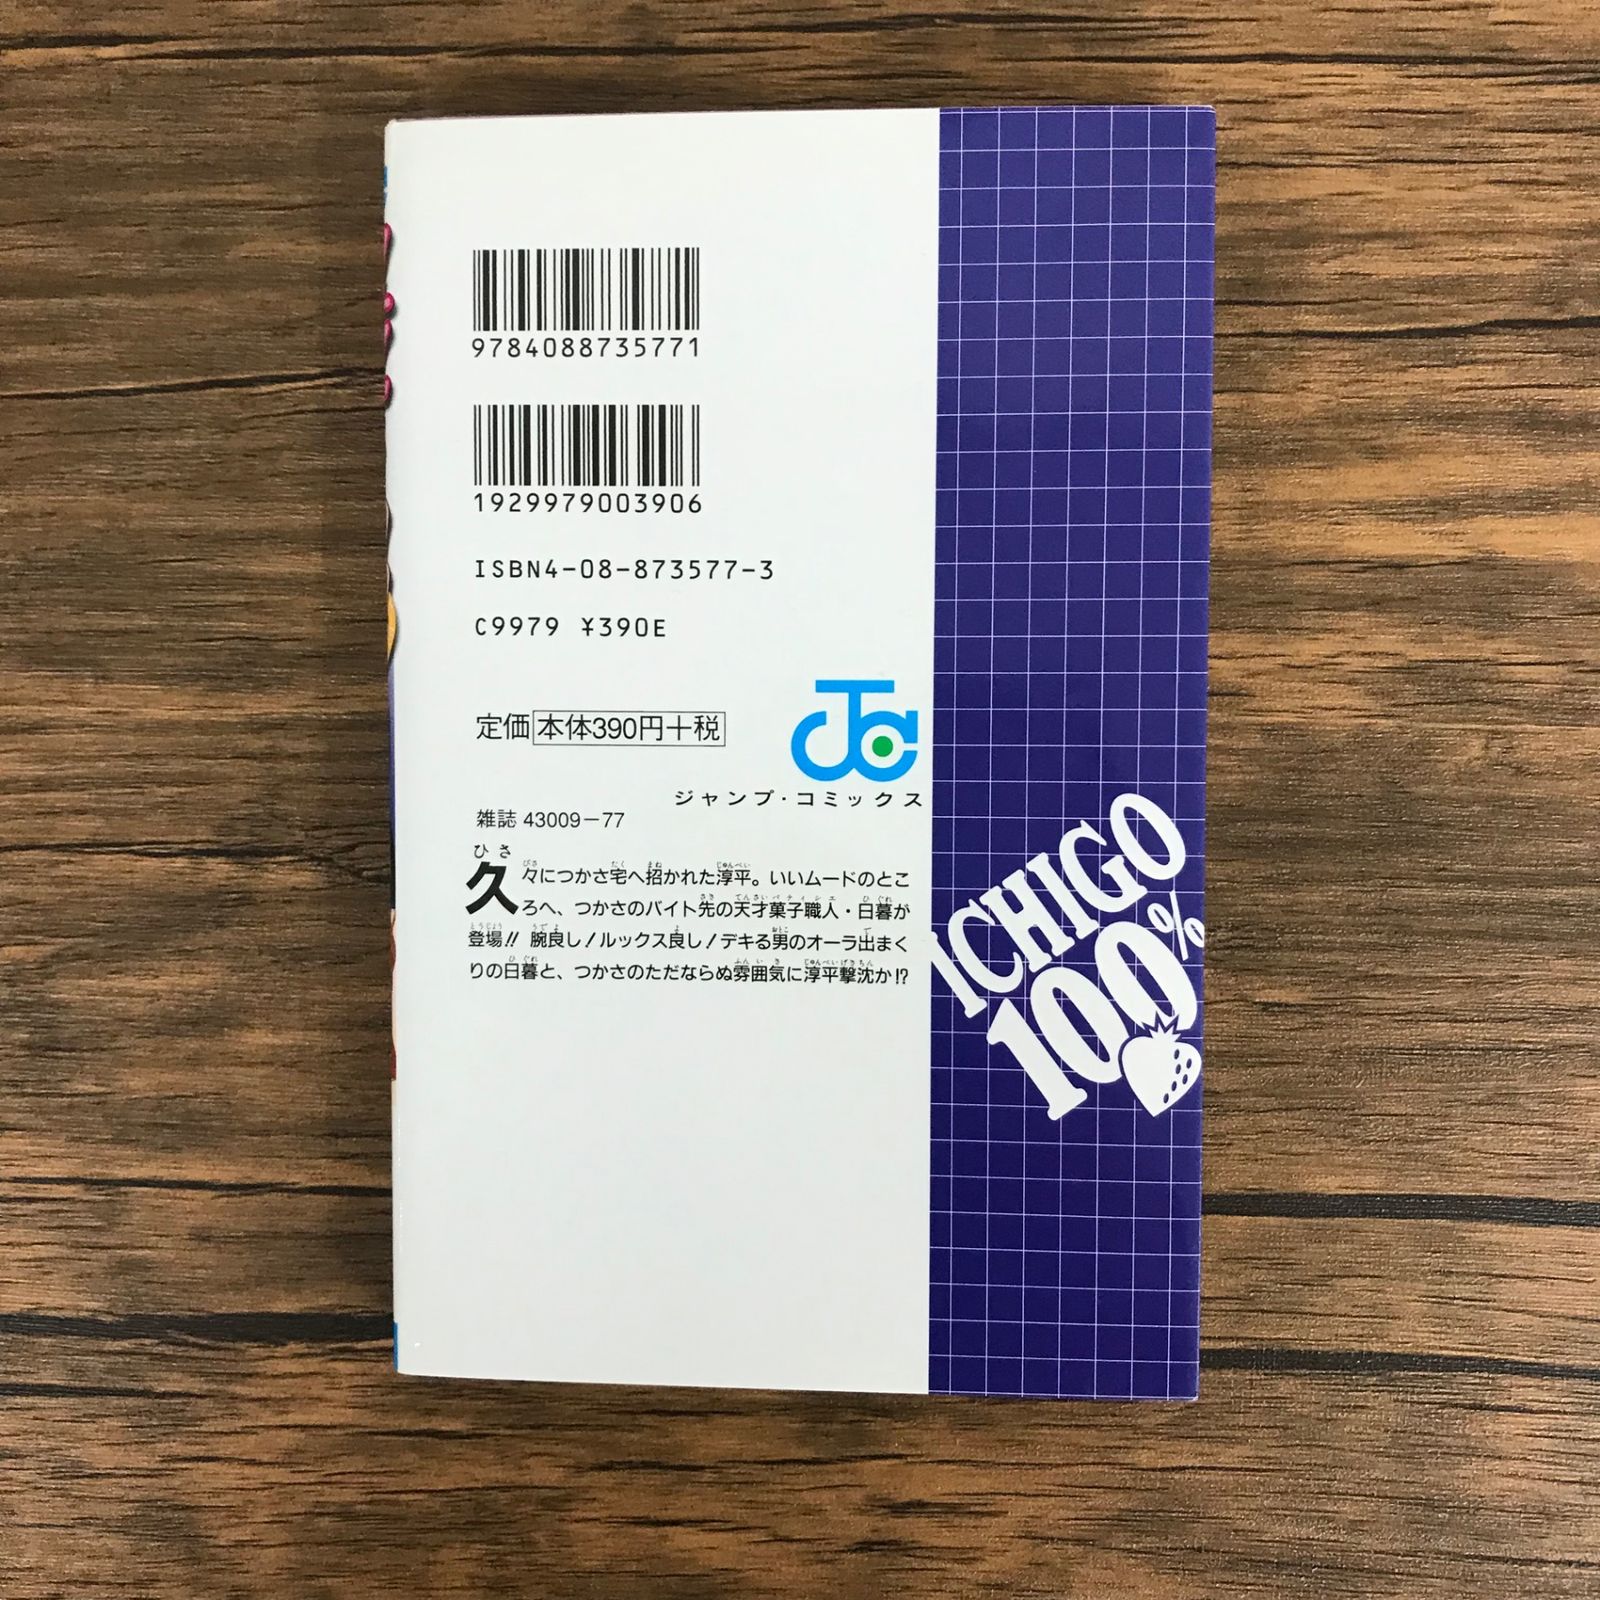 9784088735771
1929979003906
ISBN4-08-873577-3
C9979 ¥390E
定価 本体390円+税
ジャンプ・コミックス
雑誌 43009-77
久々につかさ宅へ招かれた淳平。いいムードのとこ
ろへ、つかさのバイト先の天才菓子職人・日暮が
登場!! 腕良し!ルックス良し!デキる男のオーラ出まく
りの日暮と、つかさのただならぬ雰囲気に淳平撃沈か!?
ICHIGO
100%